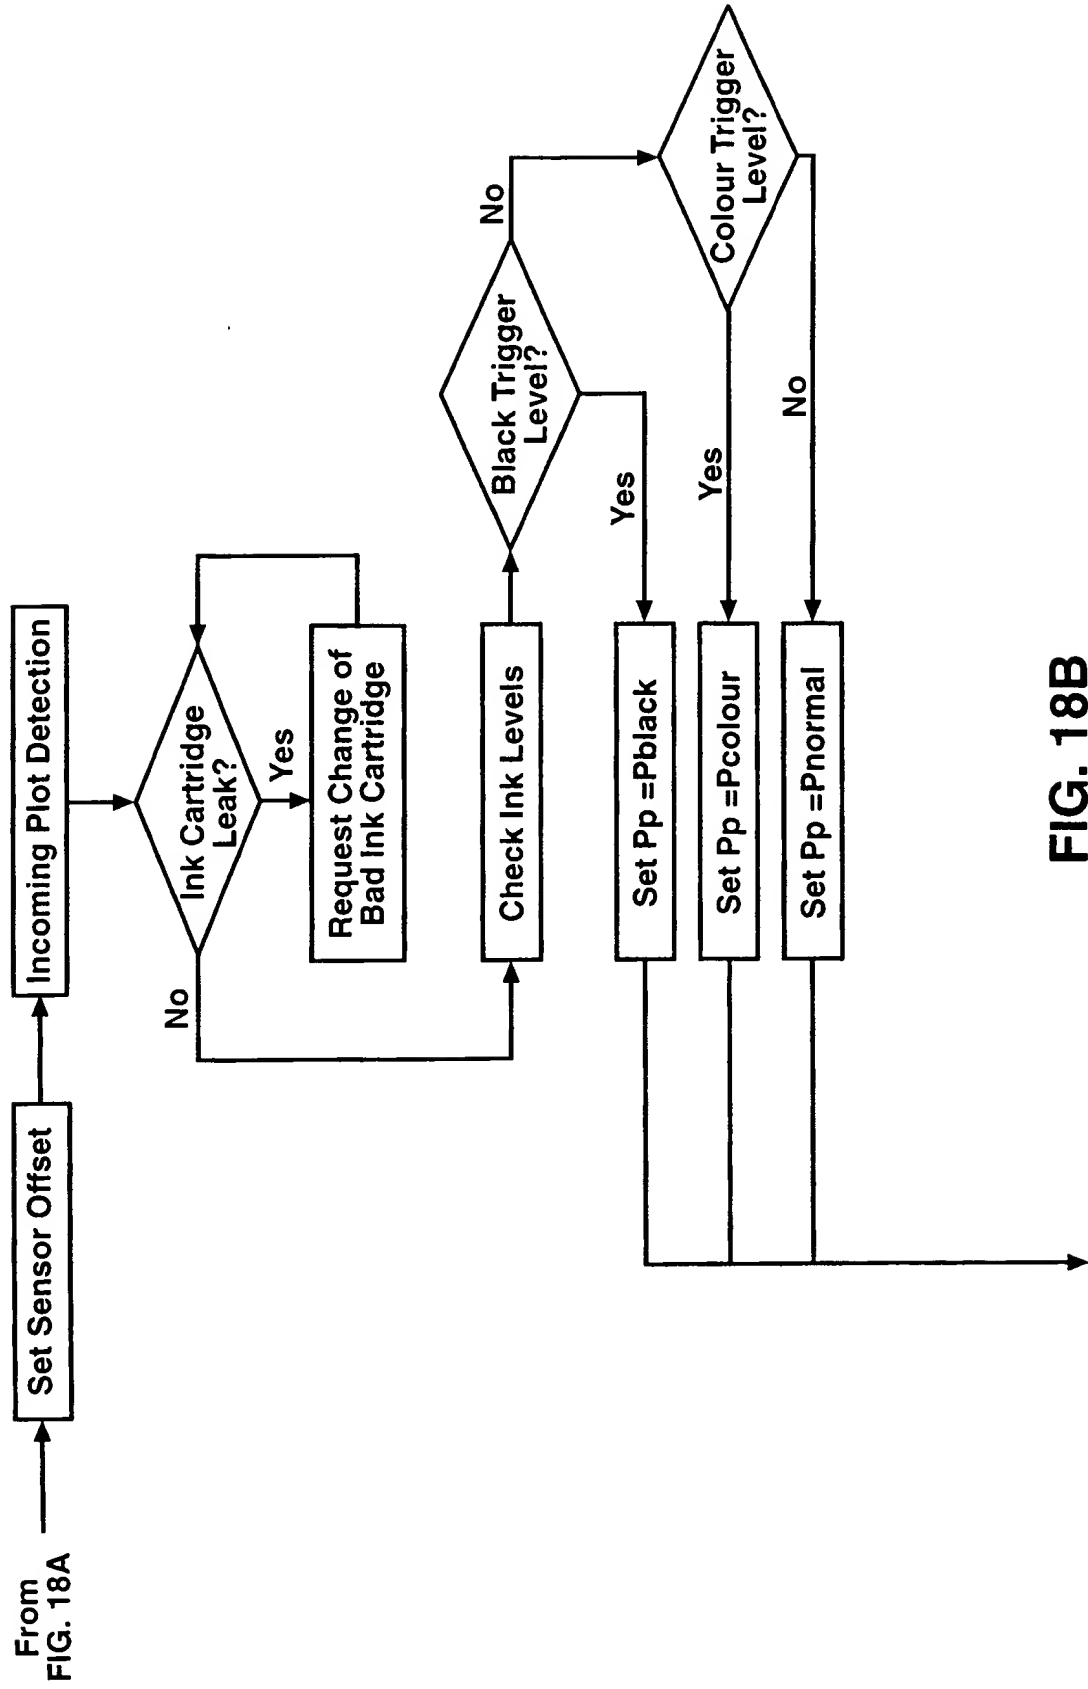 From
FIG. 18A
Set Sensor Offset
Incoming Plot Detection
Ink Cartridge
Leak?
No
Yes
Request Change of
Bad Ink Cartridge
Check Ink Levels
Black Trigger
Level?
No
Yes
Colour Trigger
Level?
Yes
No
Set Pp =Pblack
Set Pp =Pcolour
Set Pp =Pnormal
FIG. 18B